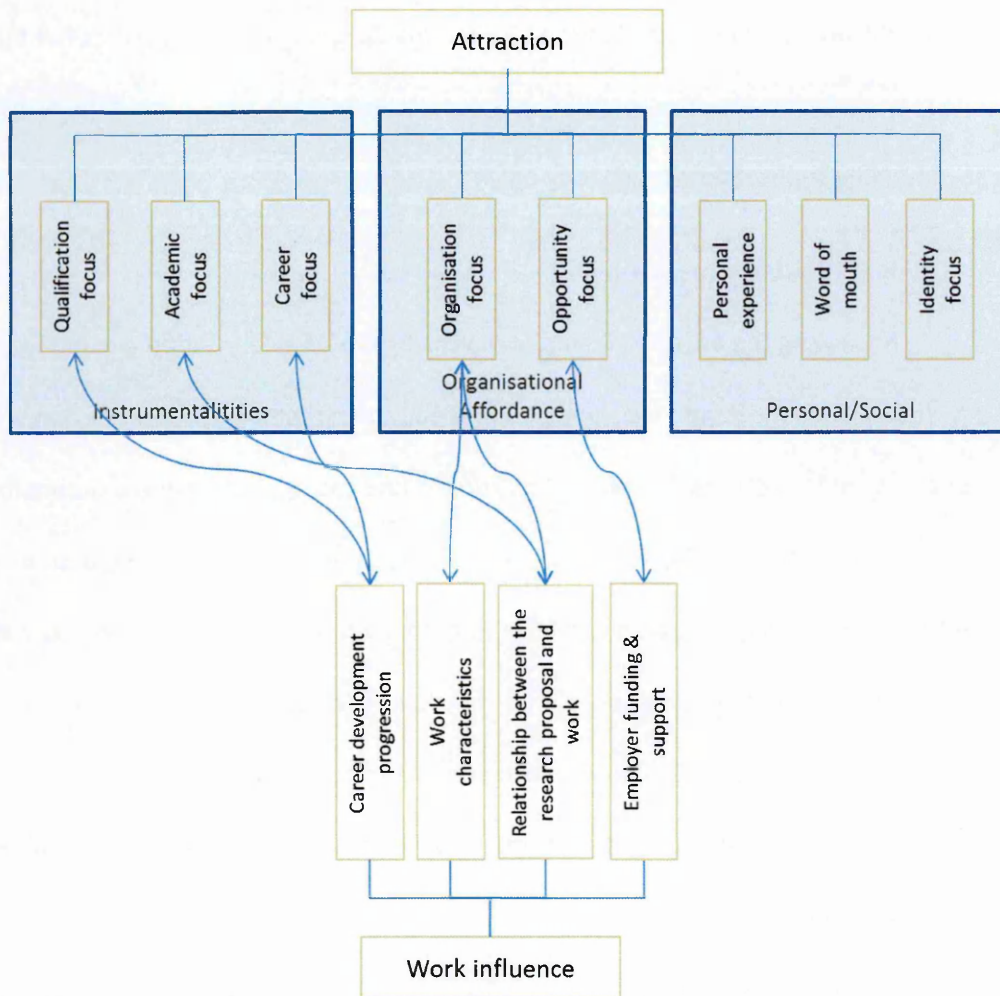 Attraction
Qualification
focus
Academic
focus
Career
focus
Instrumentalitities
Organisation
focus
Opportunity
focus
Organisational
Affordance
Personal
experience
Word of
mouth
Identity
focus
Personal/Social
Career development
progression
Work
characteristics
Relationship between the
research proposal and
work
Employer funding &
support
Work influence